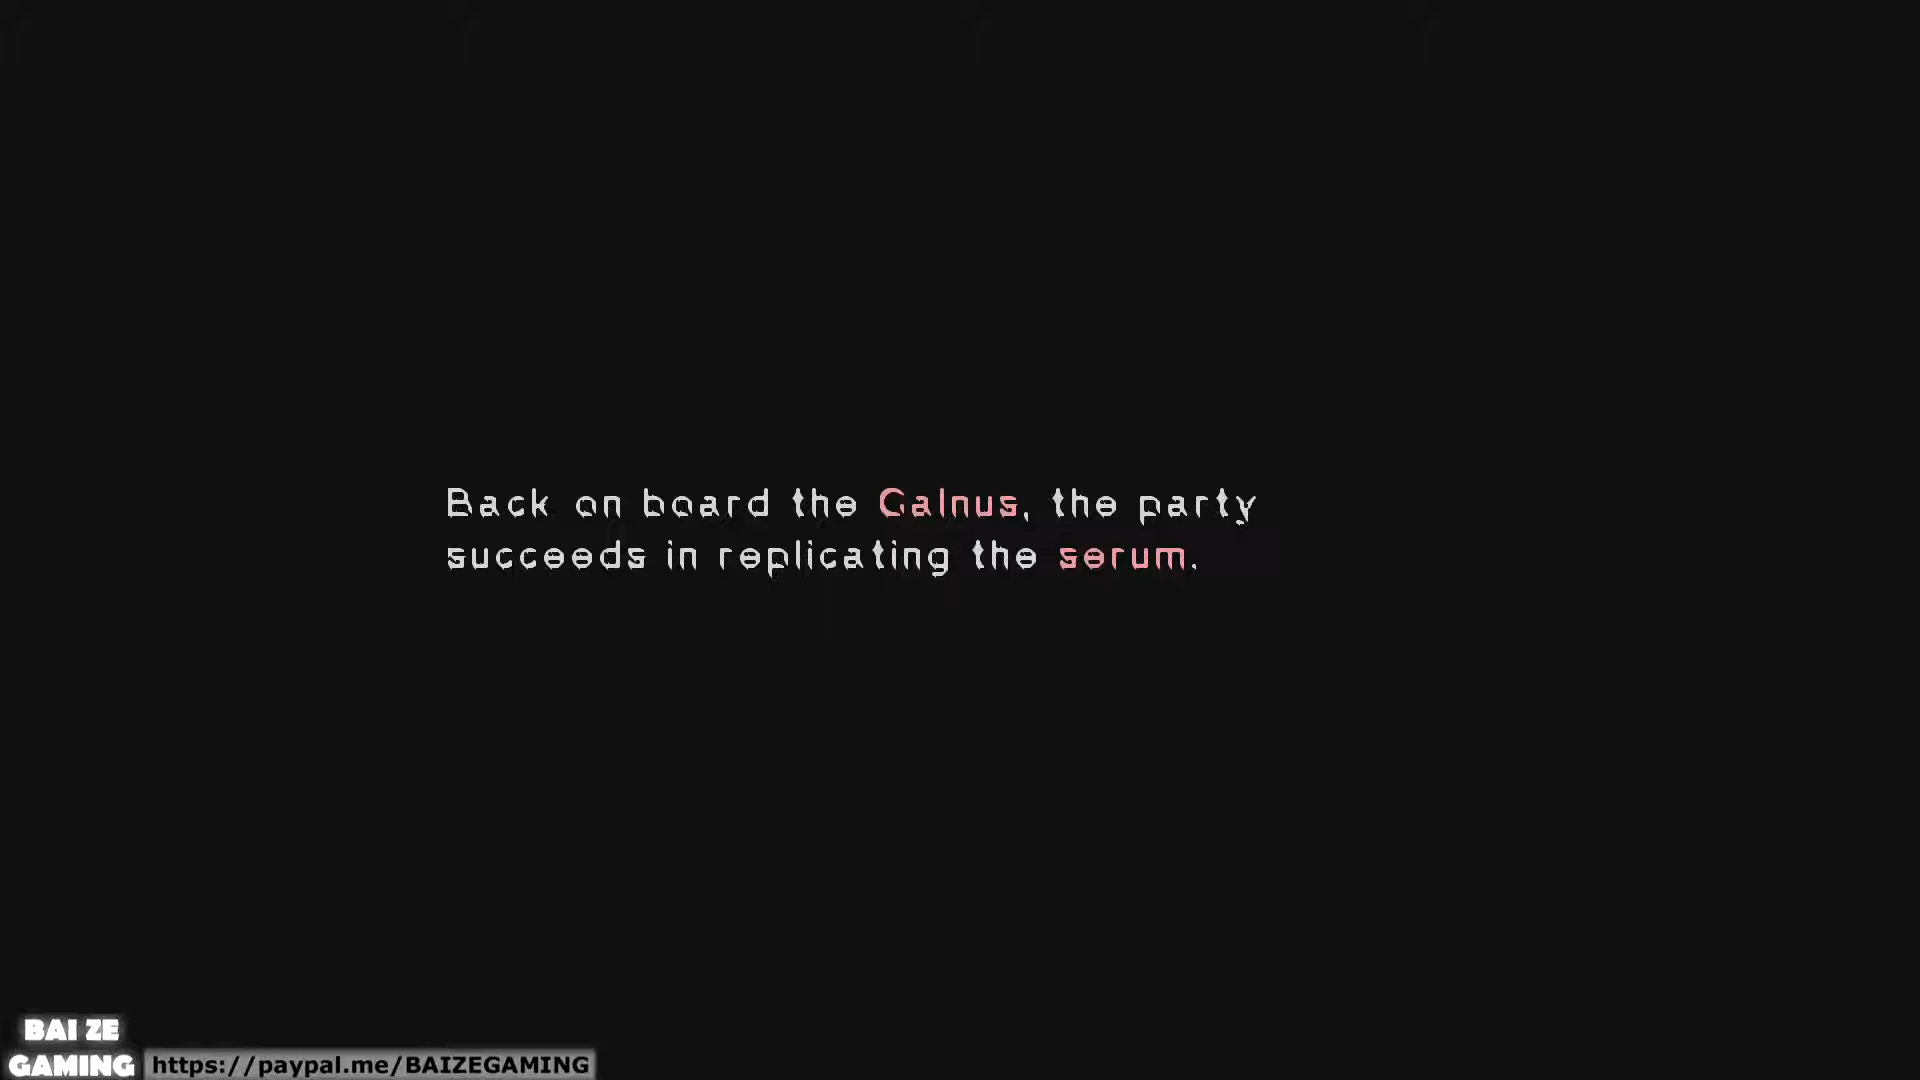 Back on board the Galnus, the party
succeeds in replicating the serum.
BAI ZE
GAMING
https://paypal.me/BAIZEGAMING